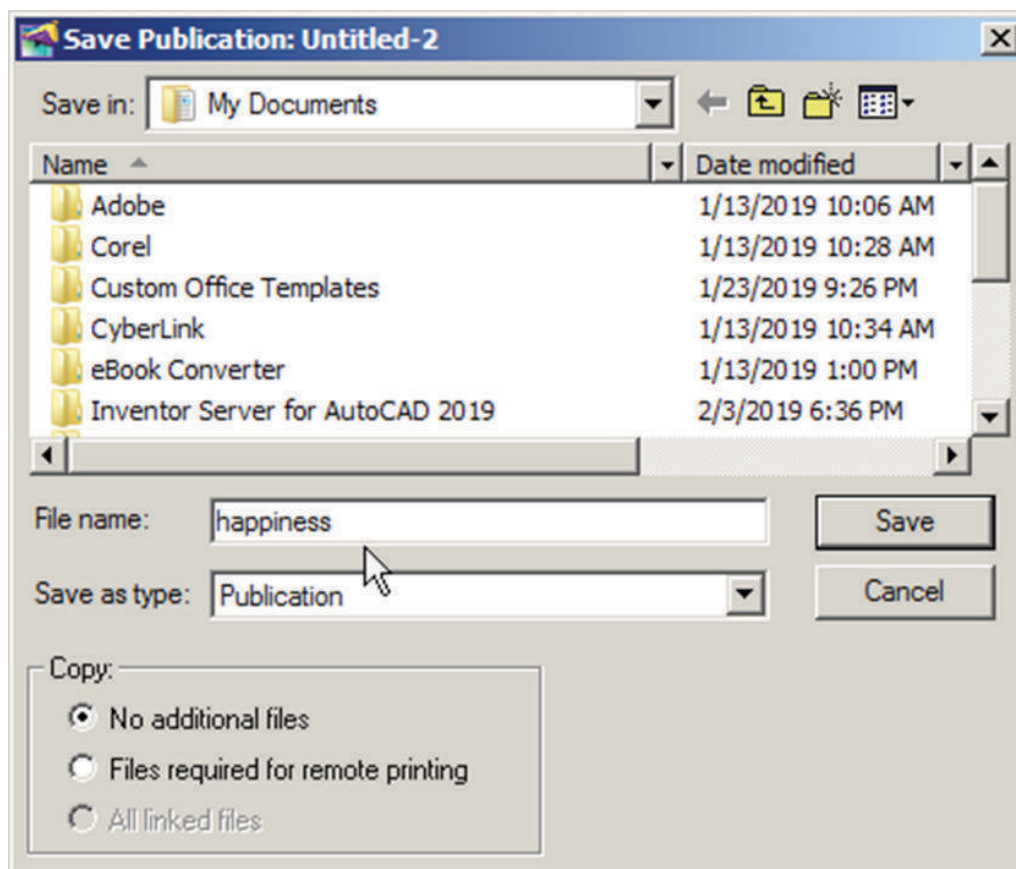 Save Publication: Untitled-2
Save in: My Documents
Name Date modified
Adobe 1/13/2019 10:06 AM
Corel 1/13/2019 10:28 AM
Custom Office Templates 1/23/2019 9:26 PM
CyberLink 1/13/2019 10:34 AM
eBook Converter 1/13/2019 1:00 PM
Inventor Server for AutoCAD 2019 2/3/2019 6:36 PM
File name: happiness Save
Save as type: Publication Cancel
Copy:
No additional files
Files required for remote printing
All linked files